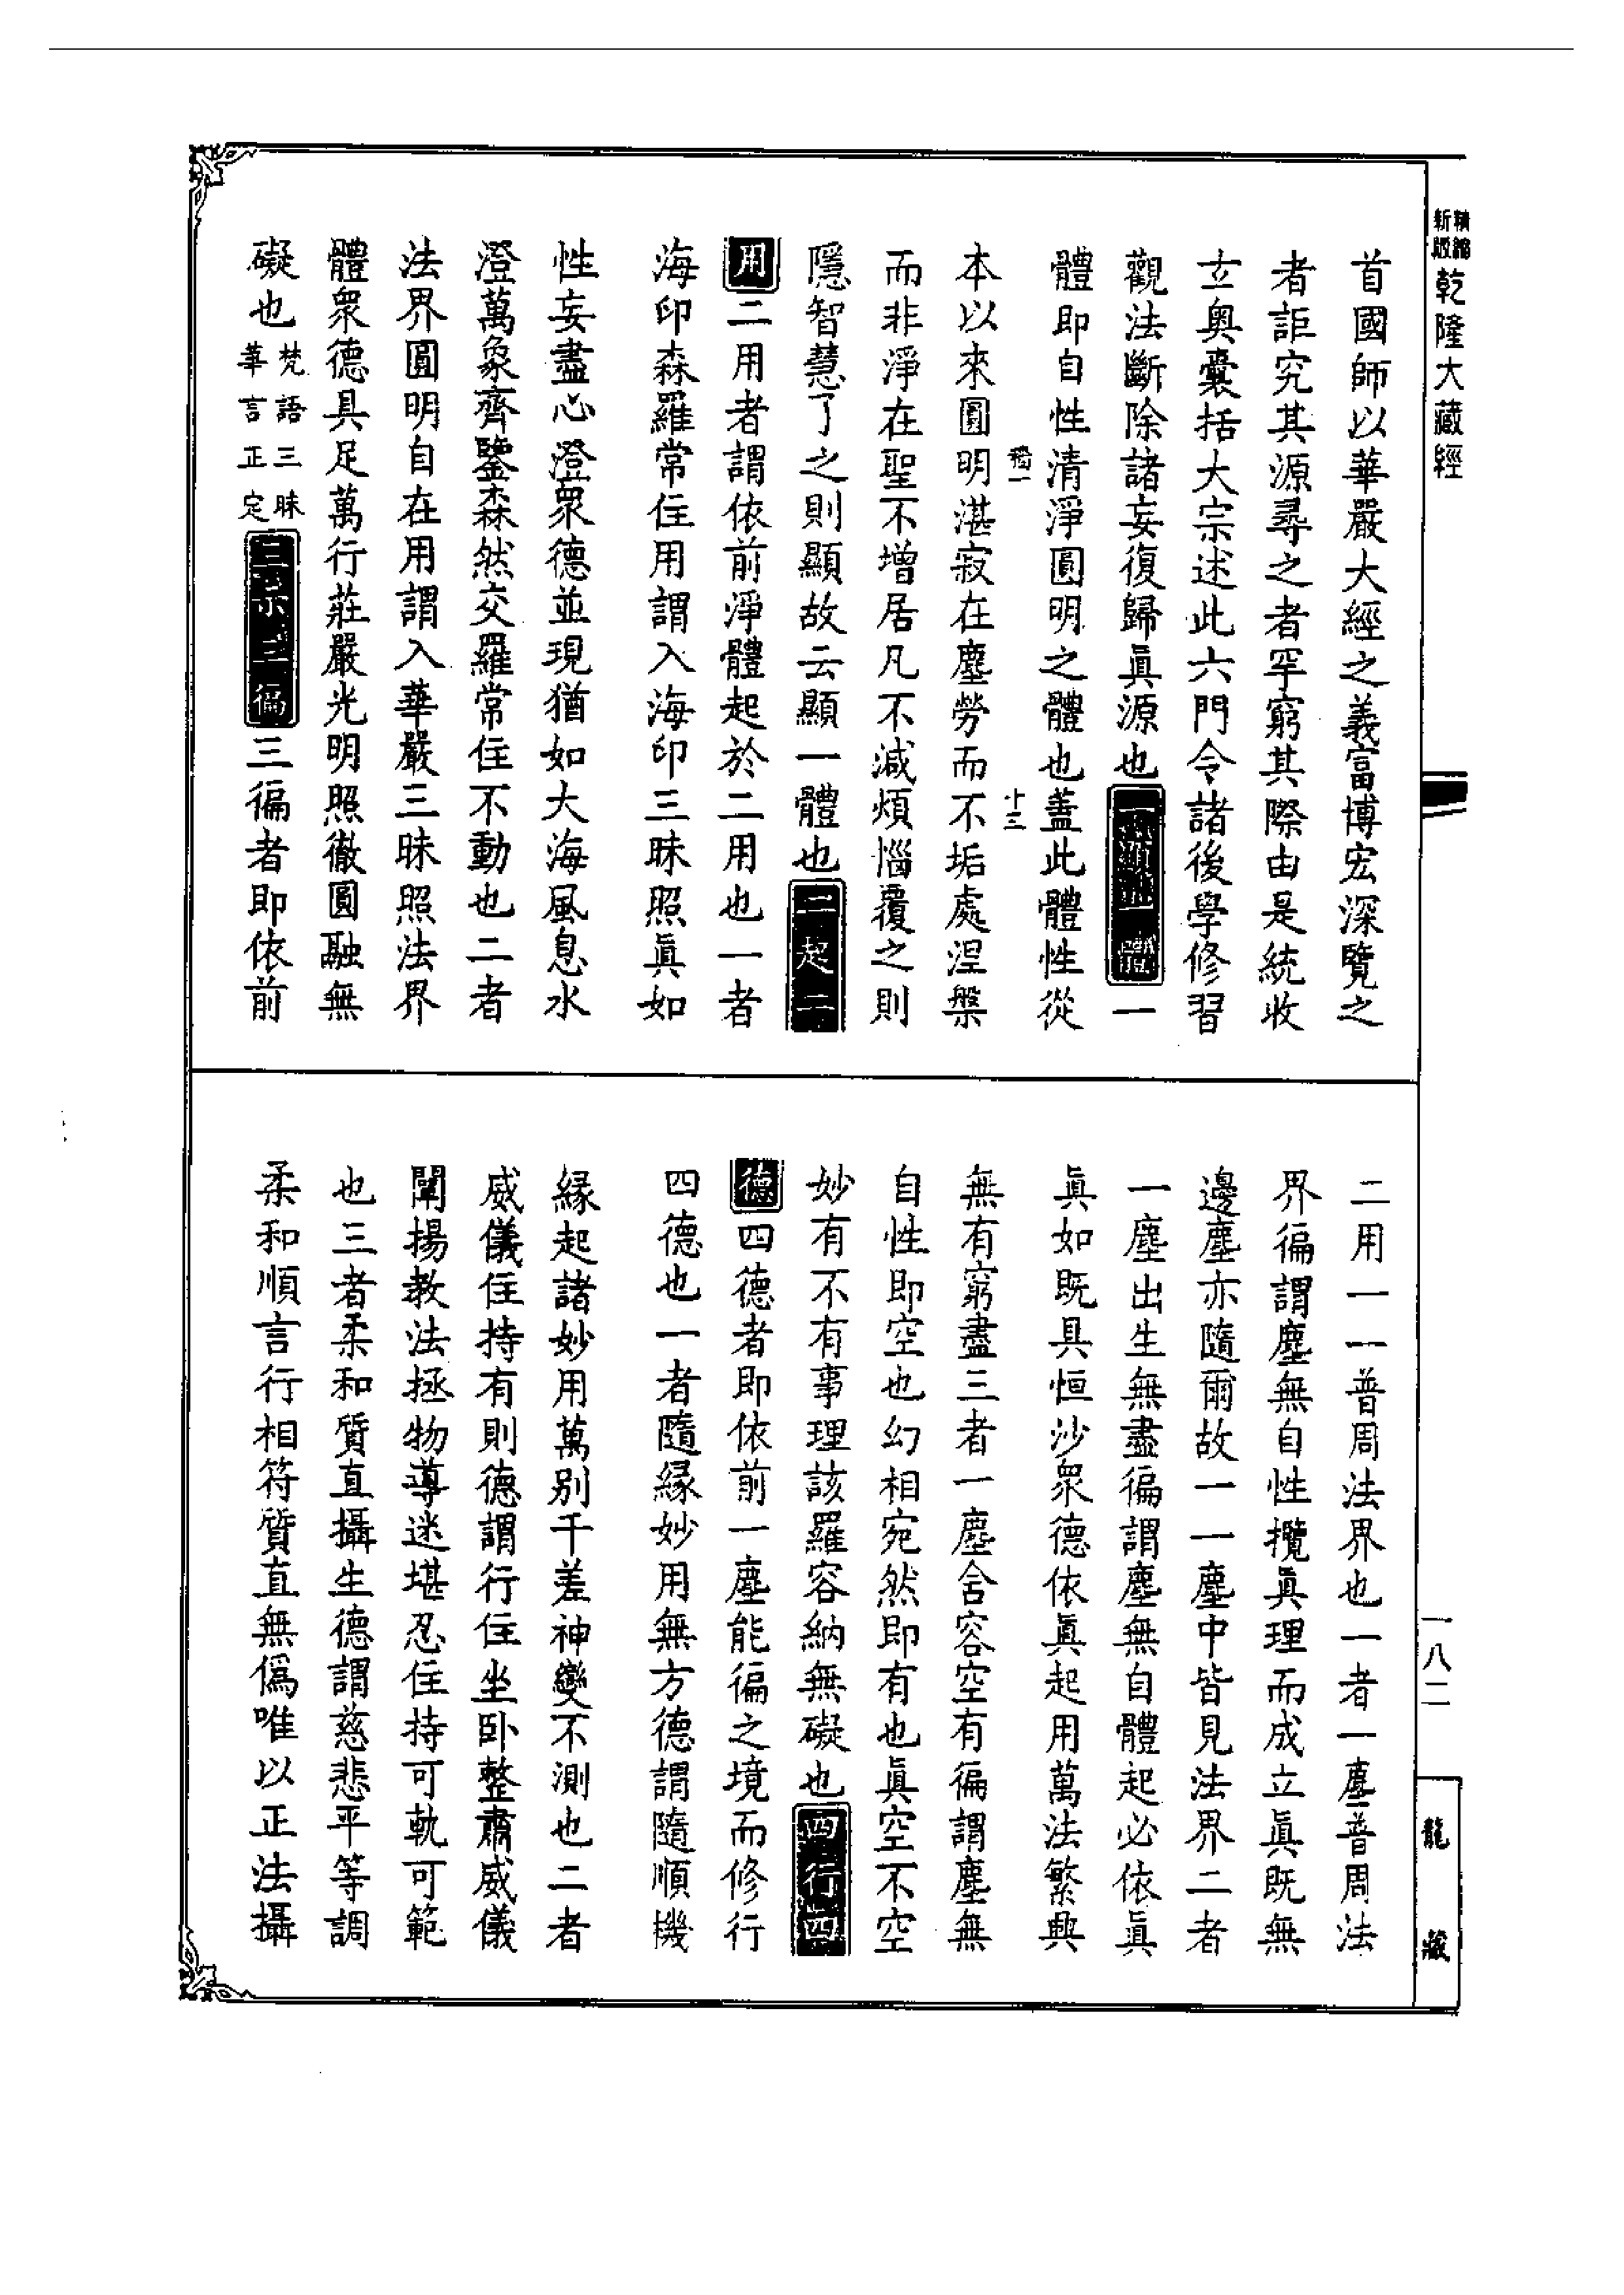 精縮
新版
乾隆大藏經
首國師以華嚴大經之義富博宏深覽之
者詎究其源尋之者罕窮其際由是統收
玄奧囊括大宗述此六門令諸後學修習
觀法斷除諸妄復歸眞源也一顯一體一
體即自性清淨圓明之體也蓋此體性從
十三
本以來圓明湛寂在塵勞而不垢處涅槃
而非淨在聖不增居凡不減煩惱覆之則
隱智慧了之則顯故云顯一體也二起二
用二用者謂依前淨體起於二用也一者
海印森羅常住用謂入海印三昧照眞如
性妄盡心澄衆德並現猶如大海風息水
澄萬象齊鑒森然交羅常住不動也二者
法界圓明自在用謂入華嚴三昧照法界
體衆德具足萬行莊嚴光明照徹圓融無
礙也梵語三昧華言正定三示三徧三徧者即依前
二用一一普周法界也一者一塵普周法
界徧謂塵無自性攬眞理而成立眞既無
邊塵亦隨爾故一一塵中皆見法界二者
一塵出生無盡徧謂塵無自體起必依眞
眞如既具恒沙衆德依眞起用萬法繁興
無有窮盡三者一塵含容空有徧謂塵無
自性即空也幻相宛然即有也眞空不空
妙有不有事理該羅容納無礙也四行四
德四德者即依前一塵能徧之境而修行
四德也一者隨緣妙用無方德謂隨順機
緣起諸妙用萬別千差神變不測也二者
威儀住持有則德謂行住坐臥整肅威儀
闡揚教法拯物導迷堪忍住持可軌可範
也三者柔和質直攝生德謂慈悲平等調
柔和順言行相符質直無僞唯以正法攝
一八二
龍藏